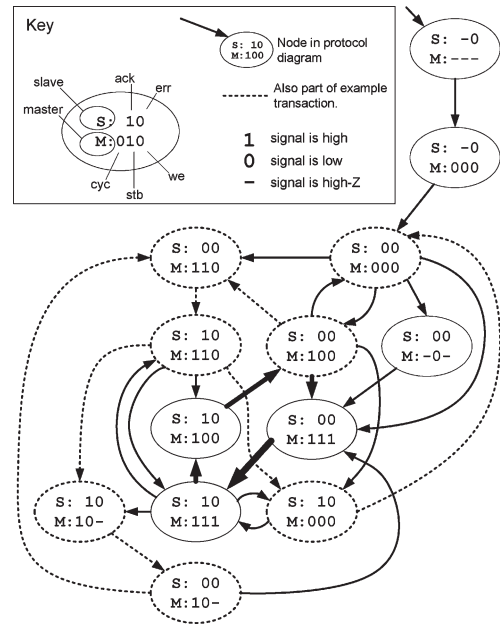 Key
S: 10
M:100
Node in protocol
diagram
slave
ack
err
master
S: 10
M:010
cyc
stb
we
Also part of example
transaction.
1 signal is high
0 signal is low
- signal is high-Z
S: -0
M:---
S: -0
M:000
S: 00
M:110
S: 00
M:000
S: 10
M:110
S: 00
M:100
S: 00
M:-0-
S: 10
M:100
S: 00
M:111
S: 10
M:10-
S: 10
M:111
S: 10
M:000
S: 00
M:10-